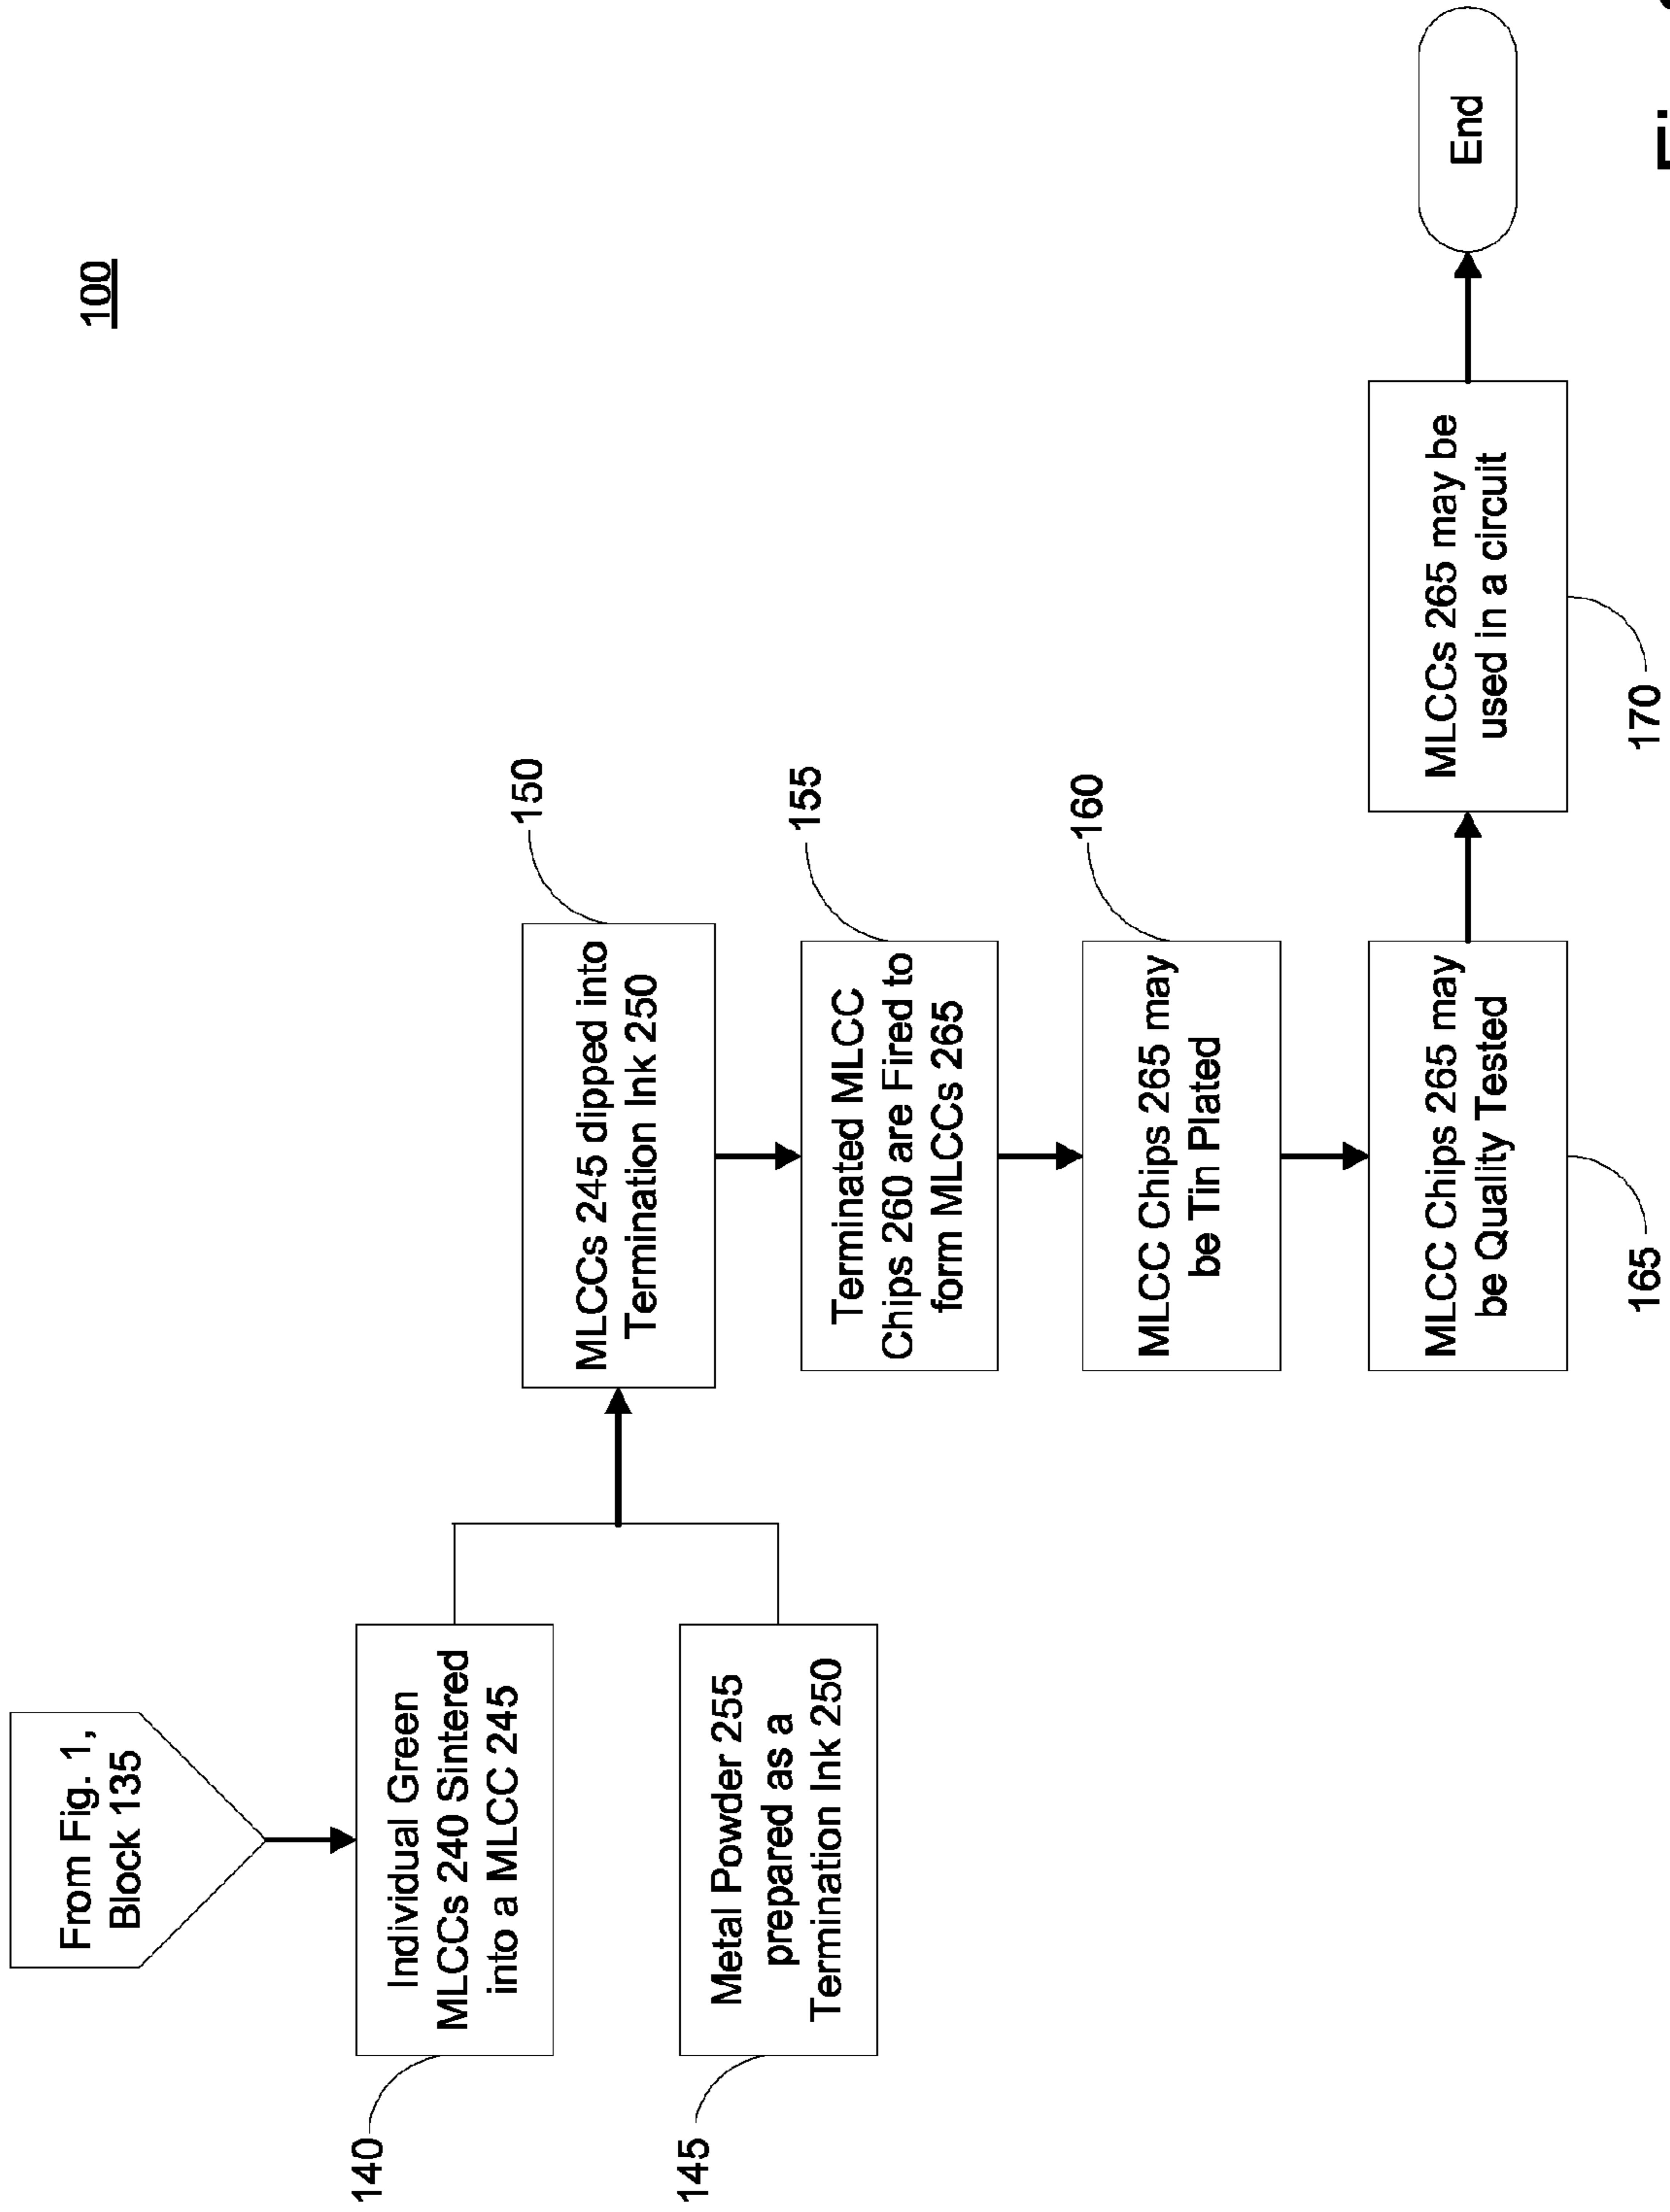 100
From Fig. 1,
Block 135
140
Individual Green
MLCCs 240 Sintered
into a MLCC 245
145
Metal Powder 255
prepared as a
Termination Ink 250
150
MLCCs 245 dipped into
Termination Ink 250
155
Terminated MLCC
Chips 260 are Fired to
form MLCCs 265
160
MLCC Chips 265 may
be Tin Plated
MLCC Chips 265 may
be Quality Tested
165
MLCCs 265 may be
used in a circuit
170
End